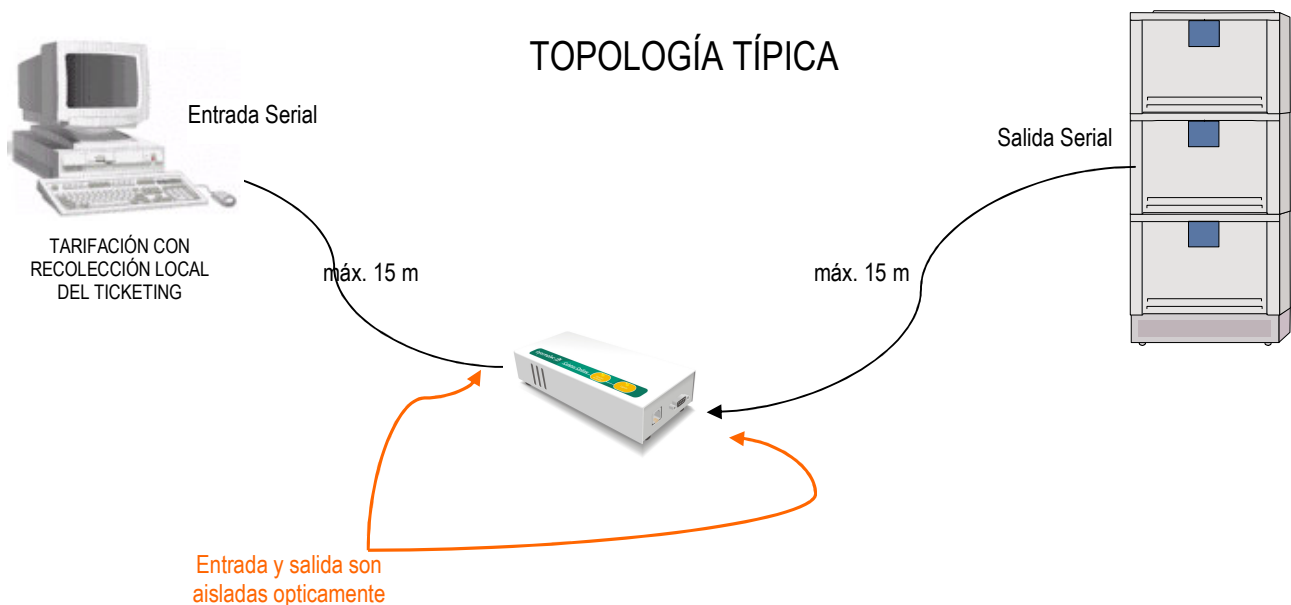 TOPOLOGÍA TÍPICA
Entrada Serial
Salida Serial
TARIFACIÓN CON
RECOLECCIÓN LOCAL
DEL TICKETING
máx. 15 m
máx. 15 m
Entrada y salida son
aisladas opticamente